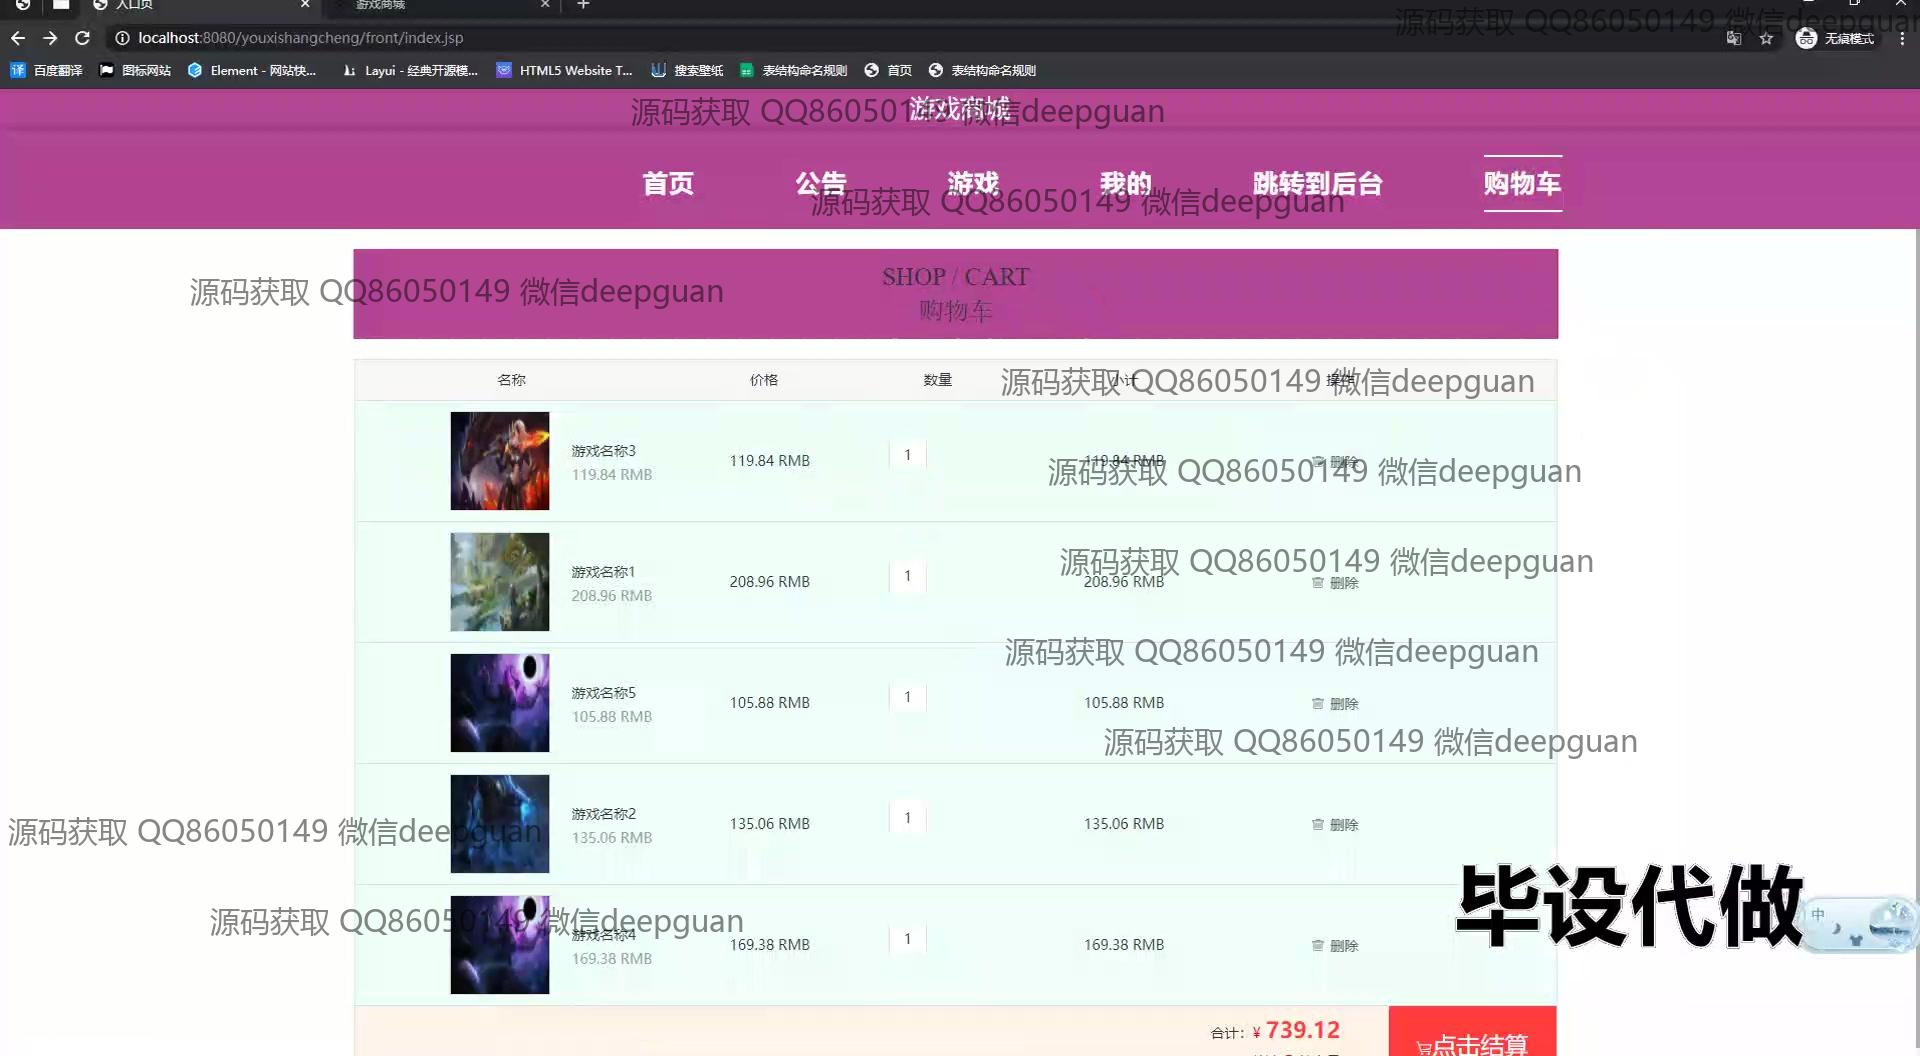 入口页
游戏商城
localhost:8080/youxishangcheng/front/index.jsp
无痕模式
源码获取 QQ86050149 微信deepguan
百度翻译 图标网站 Element - 网站快... Layui - 经典开源模... HTML5 Website T... 搜索壁纸 表结构命名规则 首页 表结构命名规则
游戏商城
源码获取 QQ86050149 微信deepguan
首页 公告 游戏 我的 跳转到后台 购物车
源码获取 QQ86050149 微信deepguan
SHOP / CART
源码获取 QQ86050149 微信deepguan
购物车
名称 价格 数量 小计 操作
源码获取 QQ86050149 微信deepguan
游戏名称3
119.84 RMB 1 119.84 RMB 删除
119.84 RMB
源码获取 QQ86050149 微信deepguan
源码获取 QQ86050149 微信deepguan
游戏名称1
208.96 RMB 1 208.96 RMB 删除
208.96 RMB
源码获取 QQ86050149 微信deepguan
游戏名称5
105.88 RMB 1 105.88 RMB 删除
105.88 RMB
源码获取 QQ86050149 微信deepguan
游戏名称2
135.06 RMB 1 135.06 RMB 删除
135.06 RMB
源码获取 QQ86050149 微信deepguan
毕设代做
中
源码获取 QQ86050149 微信deepguan
游戏名称4
169.38 RMB 1 169.38 RMB 删除
169.38 RMB
合计：¥ 739.12
点击结算